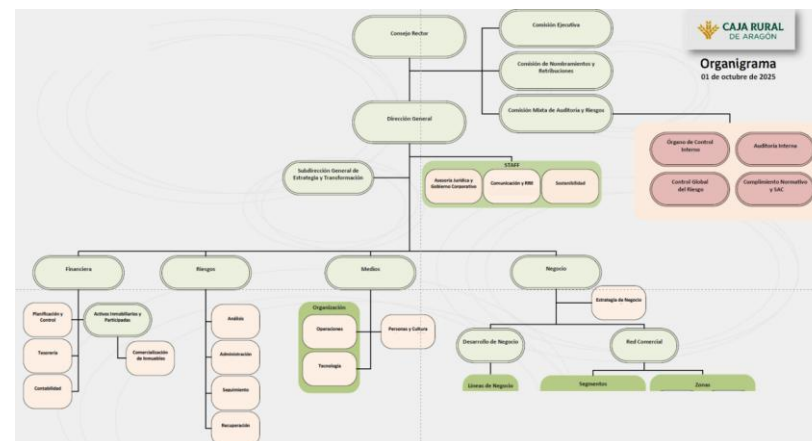 CAJA RURAL
DE ARAGÓN
Organigrama
01 de octubre de 2025
Consejo Rector
Comisión Ejecutiva
Comisión de Nombramientos y
Retribuciones
Comisión Mixta de Auditoría y Riesgos
Dirección General
Órgano de Control
Interno
Auditoría Interna
Control Global
del Riesgo
Cumplimiento Normativo
y SAC
Subdirección General de
Estrategia y Transformación
STAFF
Asesoría Jurídica y
Gobierno Corporativo
Comunicación y RRII
Sostenibilidad
Financiera
Riesgos
Medios
Negocio
Planificación y
Control
Activos Inmobiliarios y
Participadas
Tesorería
Comercialización
de Inmuebles
Contabilidad
Análisis
Administración
Seguimiento
Recuperación
Organización
Operaciones
Personas y Cultura
Tecnología
Estrategia de Negocio
Desarrollo de Negocio
Red Comercial
Líneas de Negocio
Segmentos
Zonas